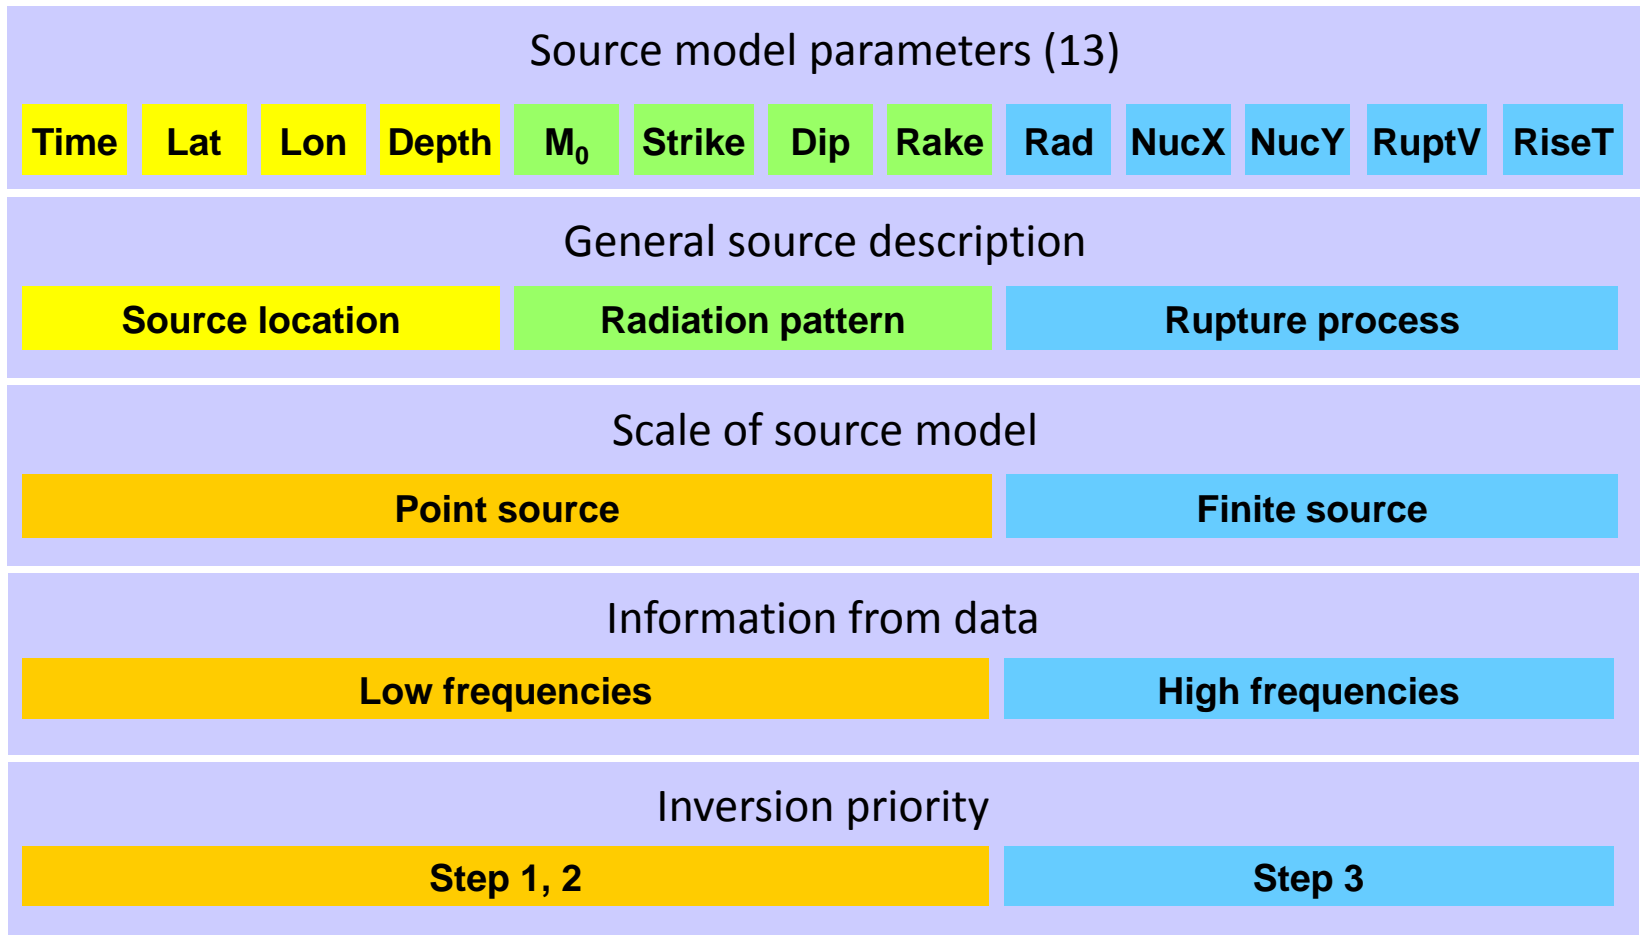 Source model parameters (13)
Time Lat Lon Depth M₀ Strike Dip Rake Rad NucX NucY RuptV RiseT
General source description
Source location Radiation pattern Rupture process
Scale of source model
Point source Finite source
Information from data
Low frequencies High frequencies
Inversion priority
Step 1, 2 Step 3